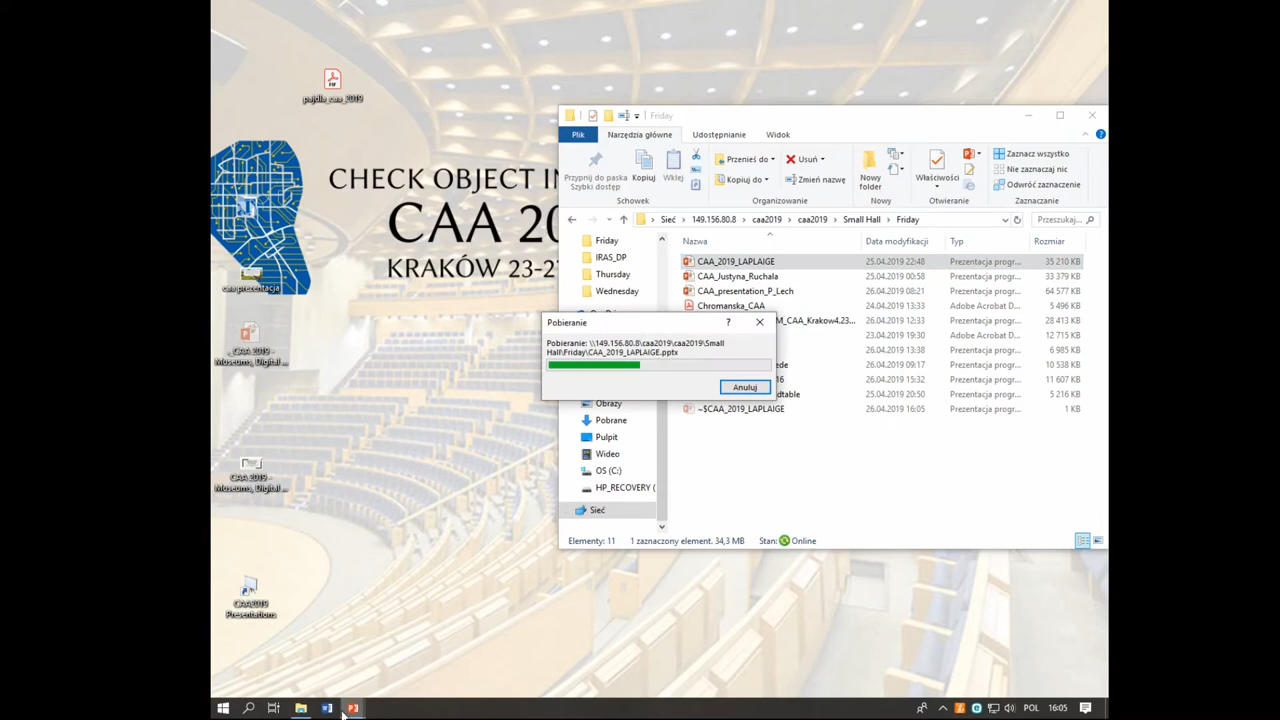 pajdla_caa_2019
CHECK OBJECT IN
CAA 20
KRAKÓW 23-27
caa prezentacja
._CAA 2019 -
Museums, Digital ...
CAA 2019 -
Museums, Digital ...
CAA2019
Presentations
Friday
Plik
Narzędzia główne
Udostępnianie
Widok
Przypnij do paska
Szybki dostęp
Kopiuj
Wklej
Przenieś do
Kopiuj do
Usuń
Zmień nazwę
Nowy
folder
Właściwości
Zaznacz wszystko
Nie zaznaczaj nic
Odwróć zaznaczenie
Schowek
Organizowanie
Nowy
Otwieranie
Zaznaczanie
Sieć
149.156.80.8
caa2019
caa2019
Small Hall
Friday
Przeszukaj...
Friday
IRAS_DP
Thursday
Wednesday
Obrazy
Pobrane
Pulpit
Wideo
OS (C:)
HP_RECOVERY (
Sieć
Nazwa Data modyfikacji Typ Rozmiar
CAA_2019_LAPLAIGE 25.04.2019 22:48 Prezentacja progr... 35 210 KB
CAA_Justyna_Ruchala 25.04.2019 00:58 Prezentacja progr... 33 379 KB
CAA_presentation_P_Lech 26.04.2019 08:21 Prezentacja progr... 64 577 KB
Chromanska_CAA 24.04.2019 13:33 Adobe Acrobat D... 5 496 KB
M_CAA_Krakow4.23... 26.04.2019 12:33 Prezentacja progr... 28 413 KB
23.04.2019 19:30 Adobe Acrobat D... 12 715 KB
26.04.2019 13:38 Prezentacja progr... 6 985 KB
ede 26.04.2019 09:17 Prezentacja progr... 10 538 KB
16 26.04.2019 15:32 Prezentacja progr... 11 607 KB
dtable 25.04.2019 20:50 Prezentacja progr... 5 216 KB
~$CAA_2019_LAPLAIGE 26.04.2019 16:05 Prezentacja progr... 1 KB
Pobieranie
Pobieranie: \\149.156.80.8\caa2019\caa2019\Small
Hall\Friday\CAA_2019_LAPLAIGE.pptx
Anuluj
Elementy: 11 1 zaznaczony element. 34,3 MB Stan: Online
POL 16:05